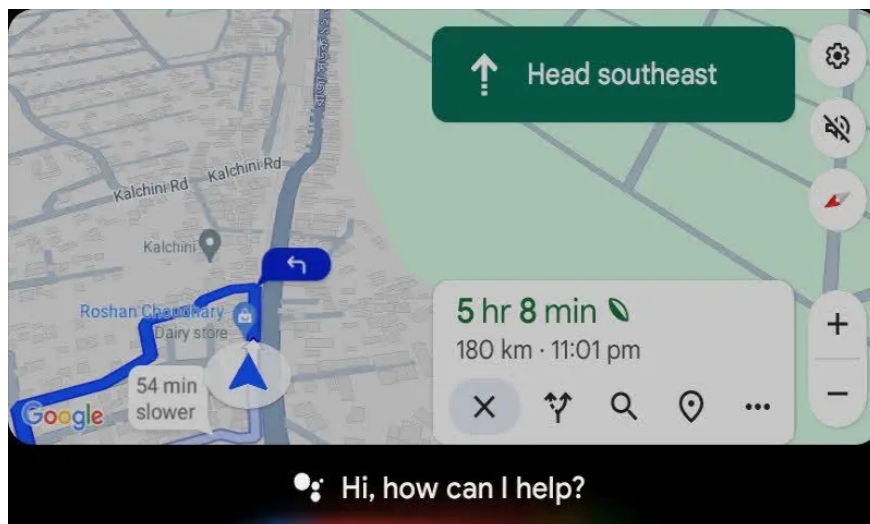 Head southeast
Kalchini Rd
Kalchini Rd
Kalchini
Roshan Choudhary
Dairy store
54 min
slower
Google
5 hr 8 min
180 km · 11:01 pm
Hi, how can I help?